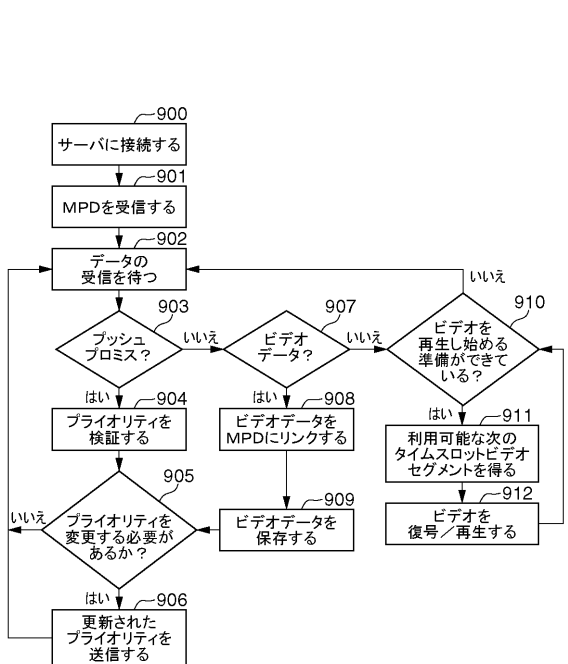 900
サーバに接続する
901
MPDを受信する
902
データの
受信を待つ
903
プッシュ
プロミス？
いいえ
はい
904
プライオリティを
検証する
905
プライオリティを
変更する必要が
あるか？
いいえ
はい
906
更新された
プライオリティを
送信する
907
ビデオ
データ？
いいえ
はい
908
ビデオデータを
MPDにリンクする
909
ビデオデータを
保存する
910
ビデオを
再生し始める
準備ができて
いる？
いいえ
はい
911
利用可能な次の
タイムスロットビデオ
セグメントを得る
912
ビデオを
復号／再生する